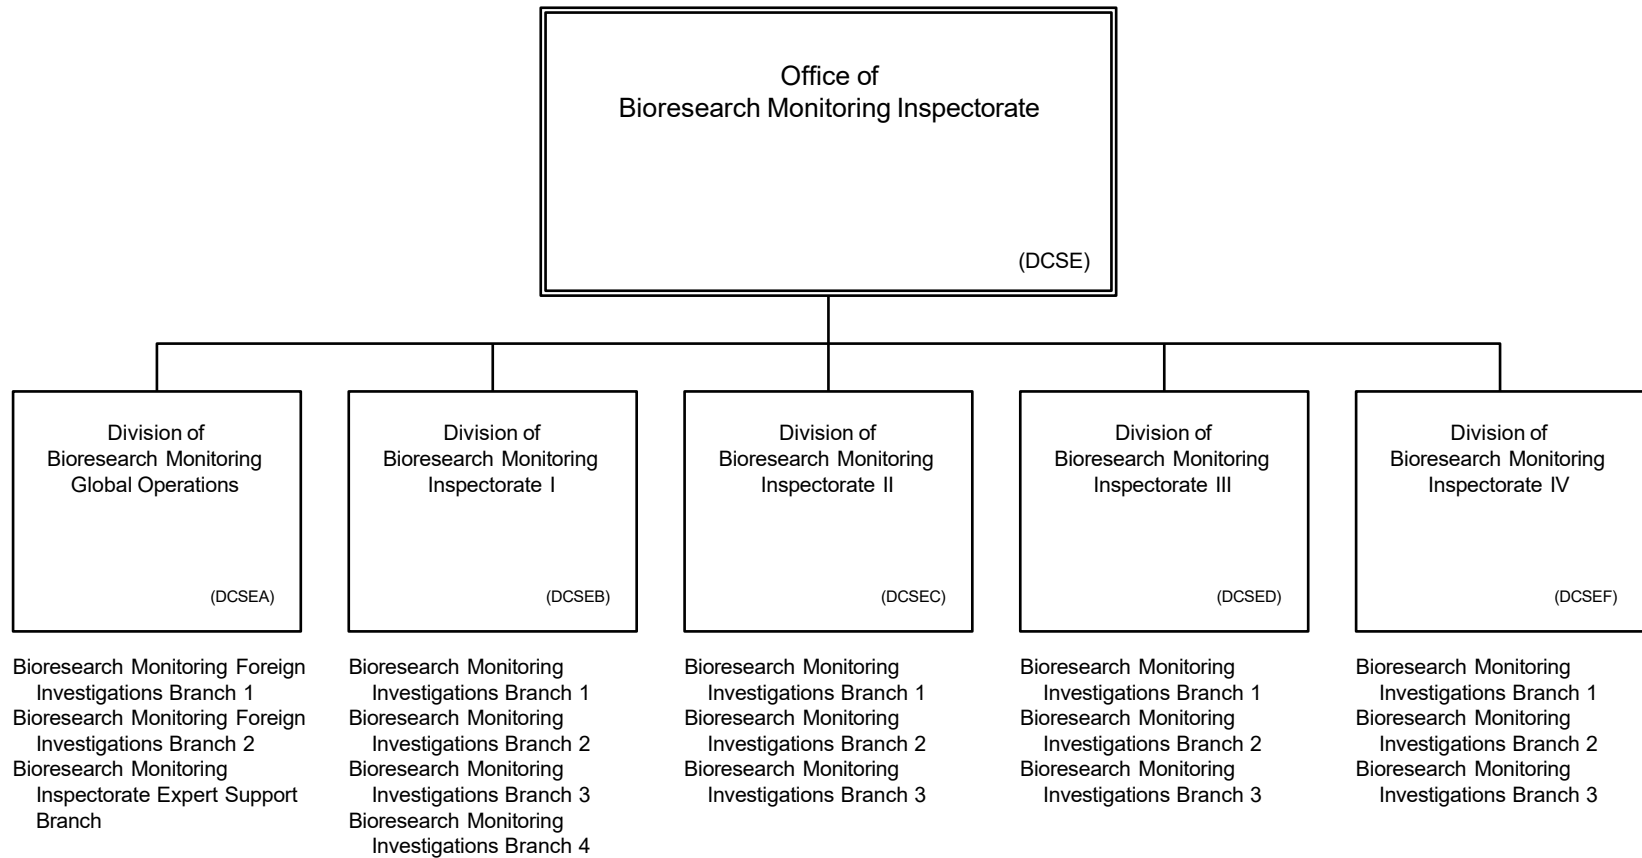 Office of
Bioresearch Monitoring Inspectorate
(DCSE)
Division of
Bioresearch Monitoring
Global Operations
(DCSEA)
Bioresearch Monitoring Foreign
Investigations Branch 1
Bioresearch Monitoring Foreign
Investigations Branch 2
Bioresearch Monitoring
Inspectorate Expert Support
Branch
Division of
Bioresearch Monitoring
Inspectorate I
(DCSEB)
Bioresearch Monitoring
Investigations Branch 1
Bioresearch Monitoring
Investigations Branch 2
Bioresearch Monitoring
Investigations Branch 3
Bioresearch Monitoring
Investigations Branch 4
Division of
Bioresearch Monitoring
Inspectorate II
(DCSEC)
Bioresearch Monitoring
Investigations Branch 1
Bioresearch Monitoring
Investigations Branch 2
Bioresearch Monitoring
Investigations Branch 3
Division of
Bioresearch Monitoring
Inspectorate III
(DCSED)
Bioresearch Monitoring
Investigations Branch 1
Bioresearch Monitoring
Investigations Branch 2
Bioresearch Monitoring
Investigations Branch 3
Division of
Bioresearch Monitoring
Inspectorate IV
(DCSEF)
Bioresearch Monitoring
Investigations Branch 1
Bioresearch Monitoring
Investigations Branch 2
Bioresearch Monitoring
Investigations Branch 3